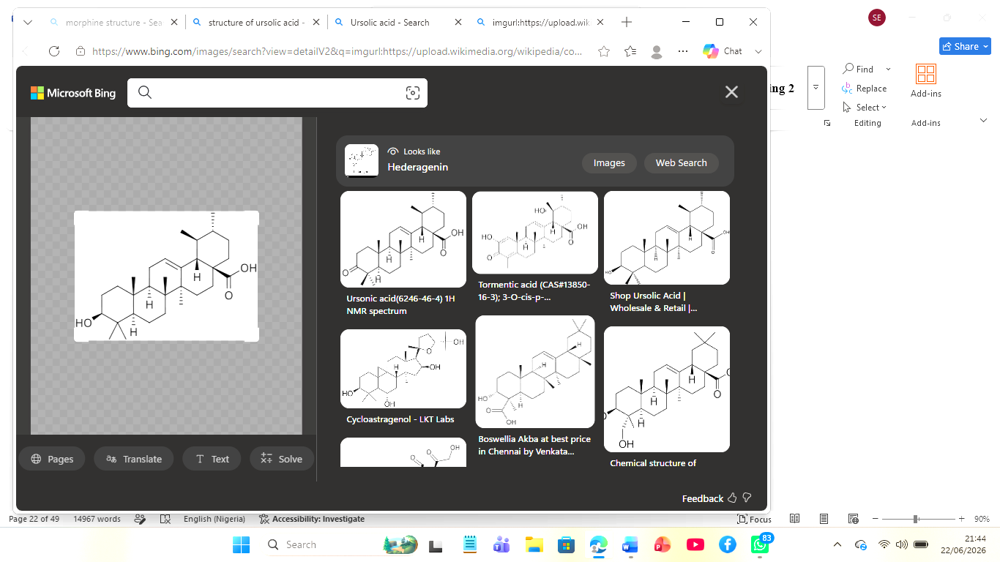 morphine structure - Sea
structure of ursolic acid -
Ursolic acid - Search
imgurl:https://upload.wik
SE
https://www.bing.com/images/search?view=detailV2&q=imgurl:https://upload.wikimedia.org/wikipedia/co...
Chat
Share
Microsoft Bing
ing 2
Find
Replace
Select
Editing
Add-ins
Add-ins
Looks like
Hederagenin
Images
Web Search
HO
H
H
H
O
OH
O
H
H
H
O
OH
Ursonic acid(6246-46-4) 1H
NMR spectrum
HO
HO
O
H
H
O
OH
Tormentic acid (CAS#13850-
16-3); 3-O-cis-p-...
HO
H
H
H
O
OH
Shop Ursolic Acid |
Wholesale & Retail |...
HO
OH
H
O
OH
OH
Cycloastragenol - LKT Labs
HO
O
OH
H
H
H
Boswellia Akba at best price
in Chennai by Venkata...
H
H
H
O
OH
Chemical structure of
OH
O
Pages
Translate
Text
Solve
Feedback
Page 22 of 49
14967 words
English (Nigeria)
Accessibility: Investigate
Focus
90%
Search
83
21:44
22/06/2026